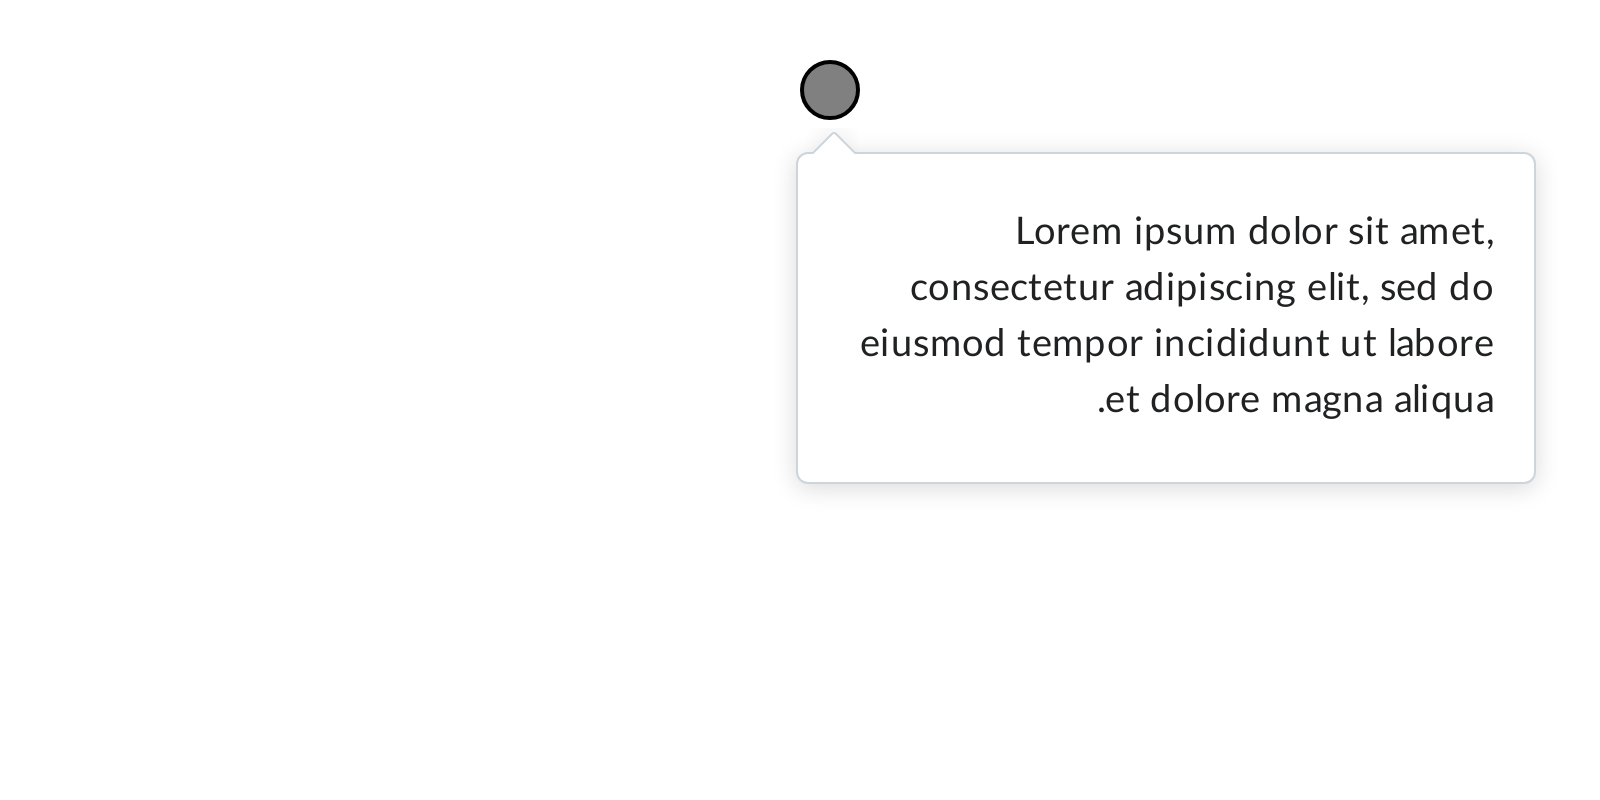 Lorem ipsum dolor sit amet,
consectetur adipiscing elit, sed do
eiusmod tempor incididunt ut labore
.et dolore magna aliqua